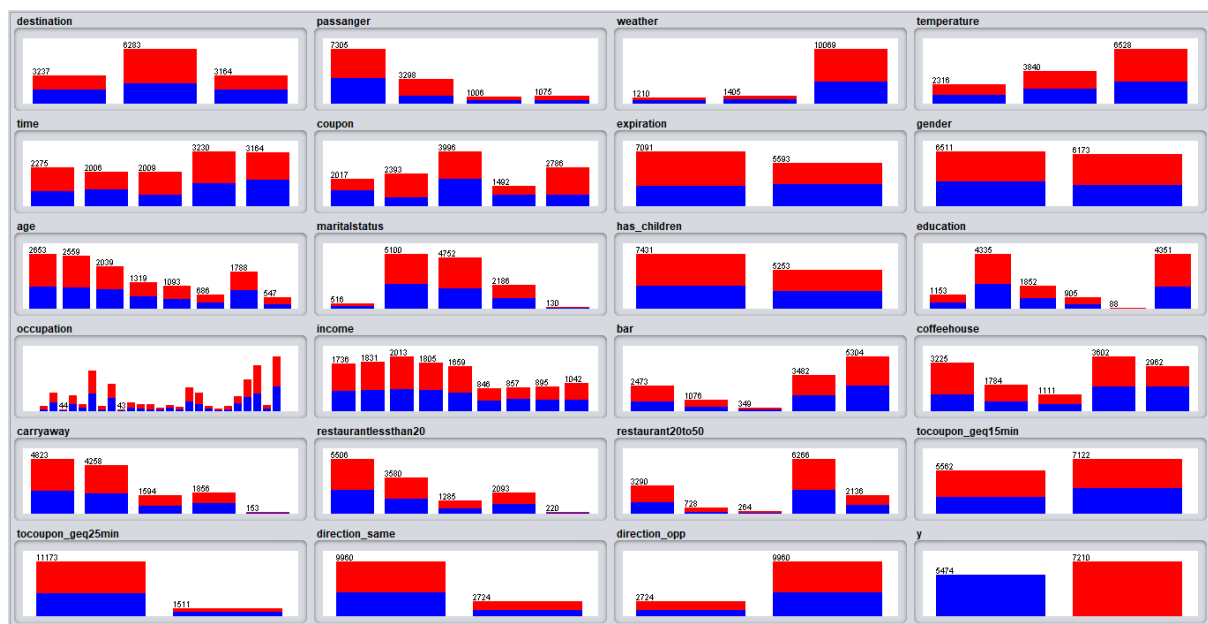 destination passanger weather temperature
3237 6283 3164 7305 3298 1006 1075 1210 1405 10069 2316 3840 6528
time coupon expiration gender
2275 2006 2009 3230 3164 2017 2393 3996 1492 2786 7091 5593 6511 6173
age maritalstatus has_children education
2653 2559 2039 1319 1093 686 1788 547 516 5100 4752 2186 130 7431 5253 1153 4335 1852 905 88 4351
occupation income bar coffeehouse
44 43 1736 1831 2013 1805 1659 846 857 895 1042 2473 1076 349 3482 5304 3225 1784 1111 3602 2962
carryaway restaurantlessthan20 restaurant20to50 tocoupon_geq15min
4823 4258 1594 1856 153 5506 3580 1285 2093 220 3290 728 264 6266 2136 5562 7122
tocoupon_geq25min direction_same direction_opp y
11173 1511 9960 2724 2724 9960 5474 7210